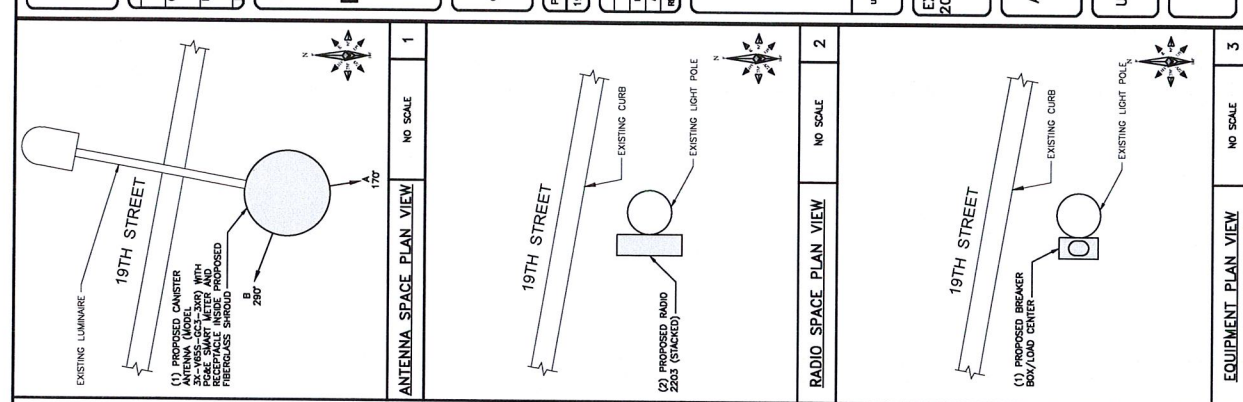 EXISTING LUMINAIRE
19TH STREET
(1) PROPOSED CANISTER
ANTENNA (MODEL
3X-V65S-GC3-3XR) WITH
PG&E SMART METER AND
RECEPTACLE INSIDE PROPOSED
FIBERGLASS SHROUD
B
290°
A
170°
N
ANTENNA SPACE PLAN VIEW
NO SCALE
1
19TH STREET
EXISTING CURB
EXISTING LIGHT POLE
(2) PROPOSED RADIO
2203 (STACKED)
N
RADIO SPACE PLAN VIEW
NO SCALE
2
19TH STREET
EXISTING CURB
EXISTING LIGHT POLE
(1) PROPOSED BREAKER
BOX/LOAD CENTER
N
EQUIPMENT PLAN VIEW
NO SCALE
3